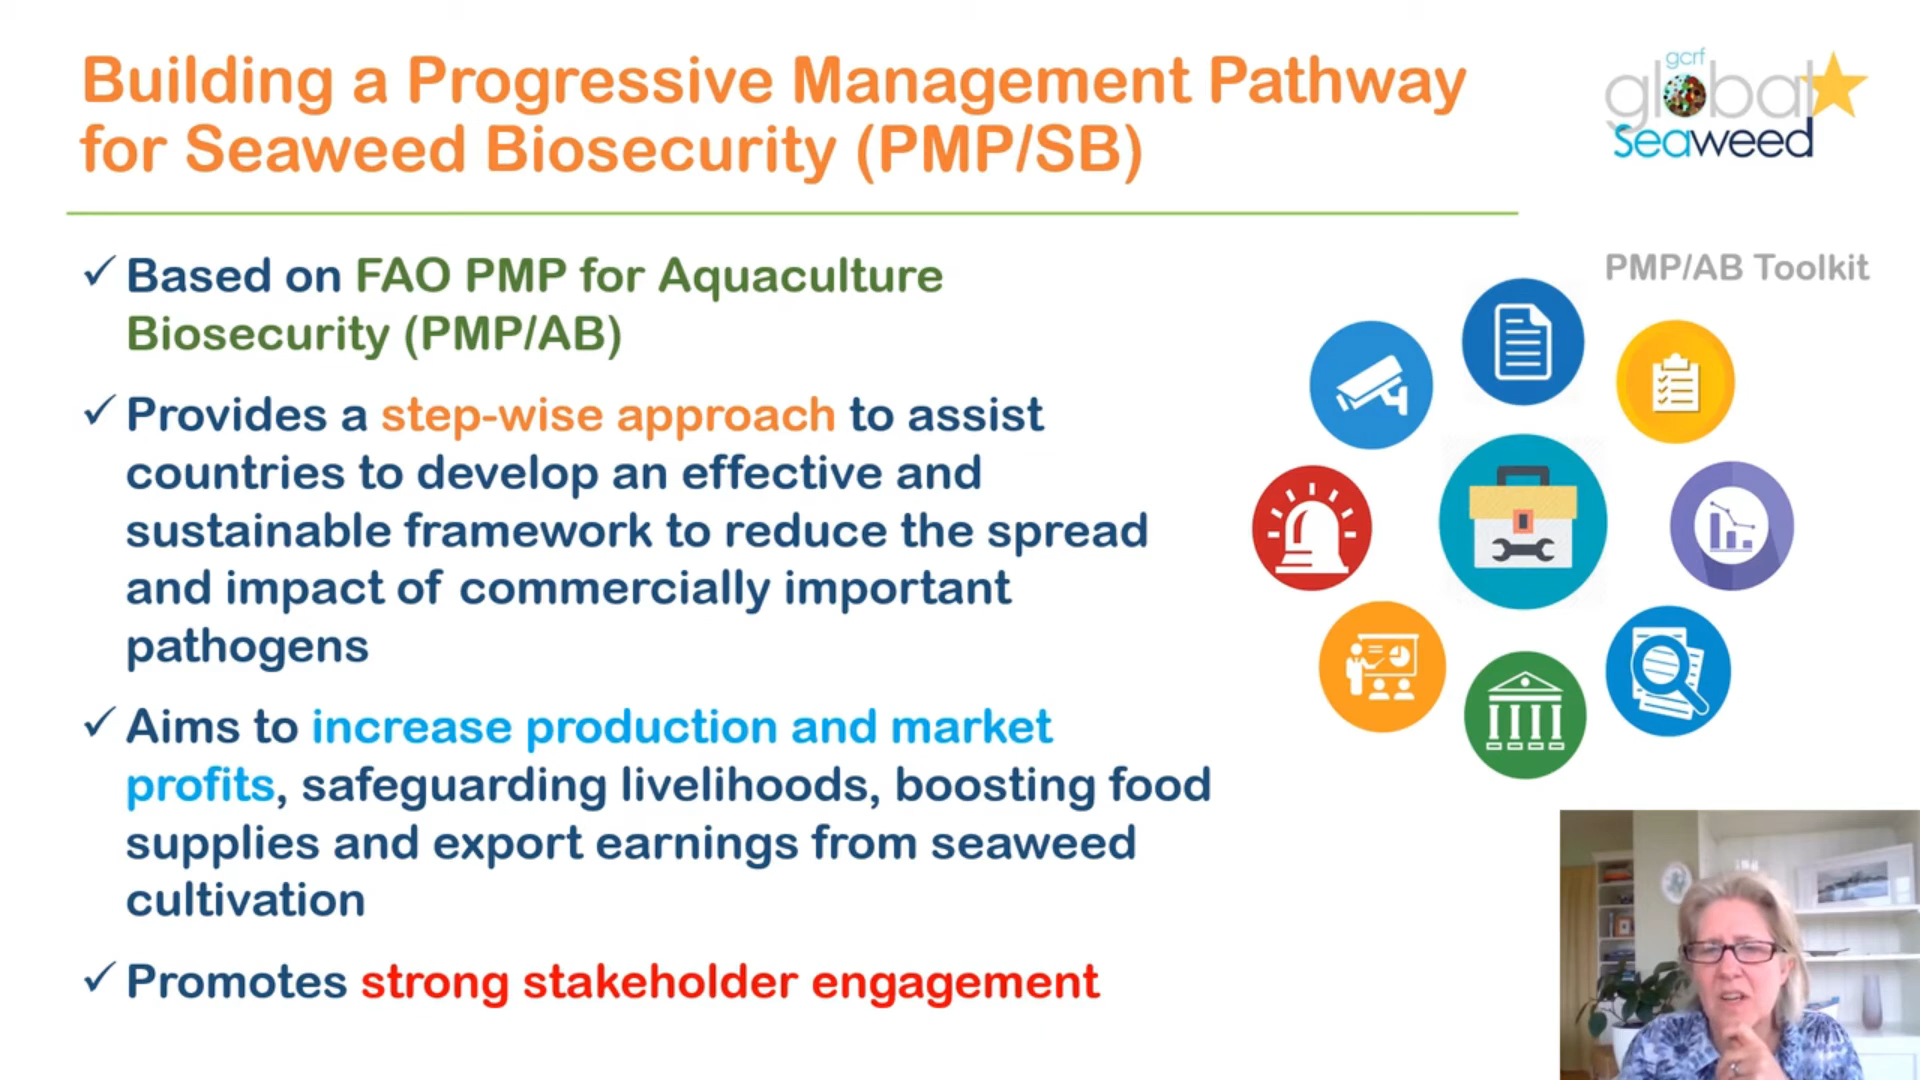 Building a Progressive Management Pathway
for Seaweed Biosecurity (PMP/SB)
gcrf
global
Seaweed
✓ Based on FAO PMP for Aquaculture
Biosecurity (PMP/AB)
✓ Provides a step-wise approach to assist
countries to develop an effective and
sustainable framework to reduce the spread
and impact of commercially important
pathogens
✓ Aims to increase production and market
profits, safeguarding livelihoods, boosting food
supplies and export earnings from seaweed
cultivation
✓ Promotes strong stakeholder engagement
PMP/AB Toolkit